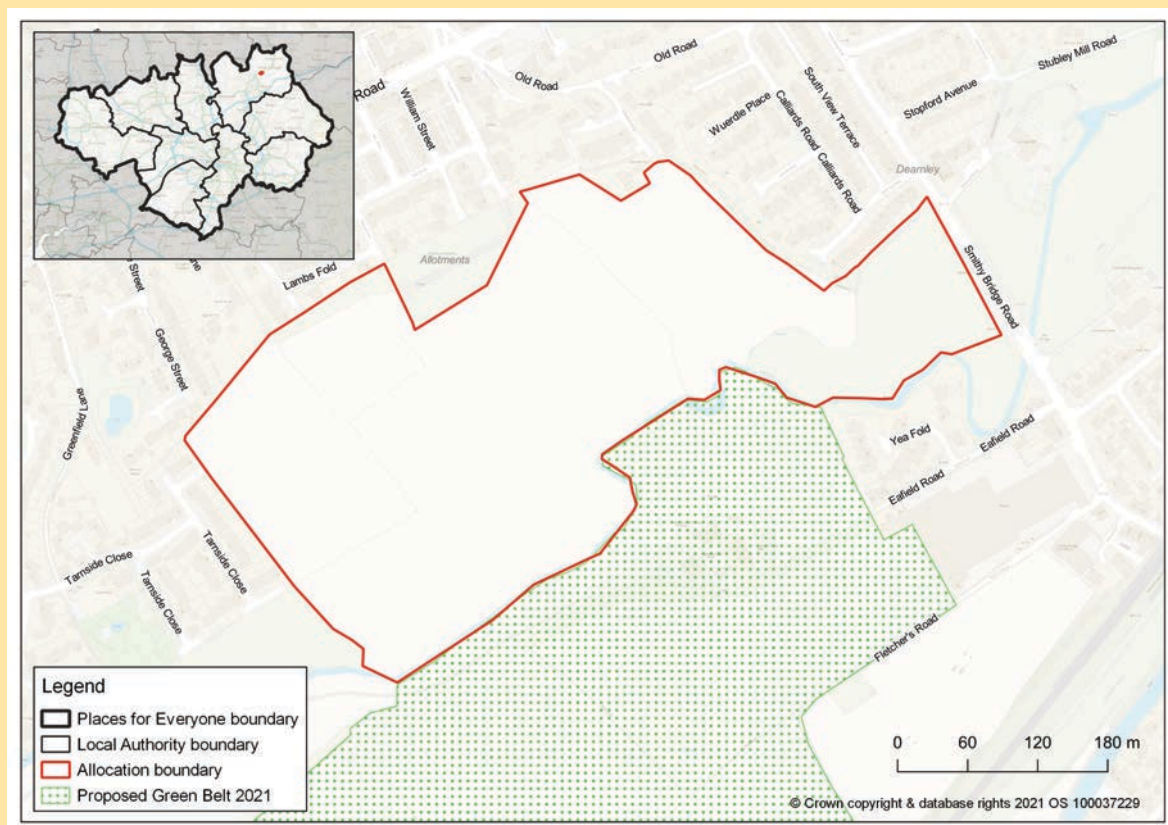 Road
Old Road
Old Road
William Street
Wuerdle Place
Calliards Road
Calliards Road
South View Terrace
Stopford Avenue
Stubley Mill Road
Dearnley
Allotments
Lambs Fold
Street
George Street
Greenfield Lane
Smithy Bridge Road
Yea Fold
Eafield Road
Eafield Road
Tarnside Close
Tarnside Close
Tarnside Close
Fletcher's Road
Legend
Places for Everyone boundary
Local Authority boundary
Allocation boundary
Proposed Green Belt 2021
0 60 120 180 m
© Crown copyright & database rights 2021 OS 100037229